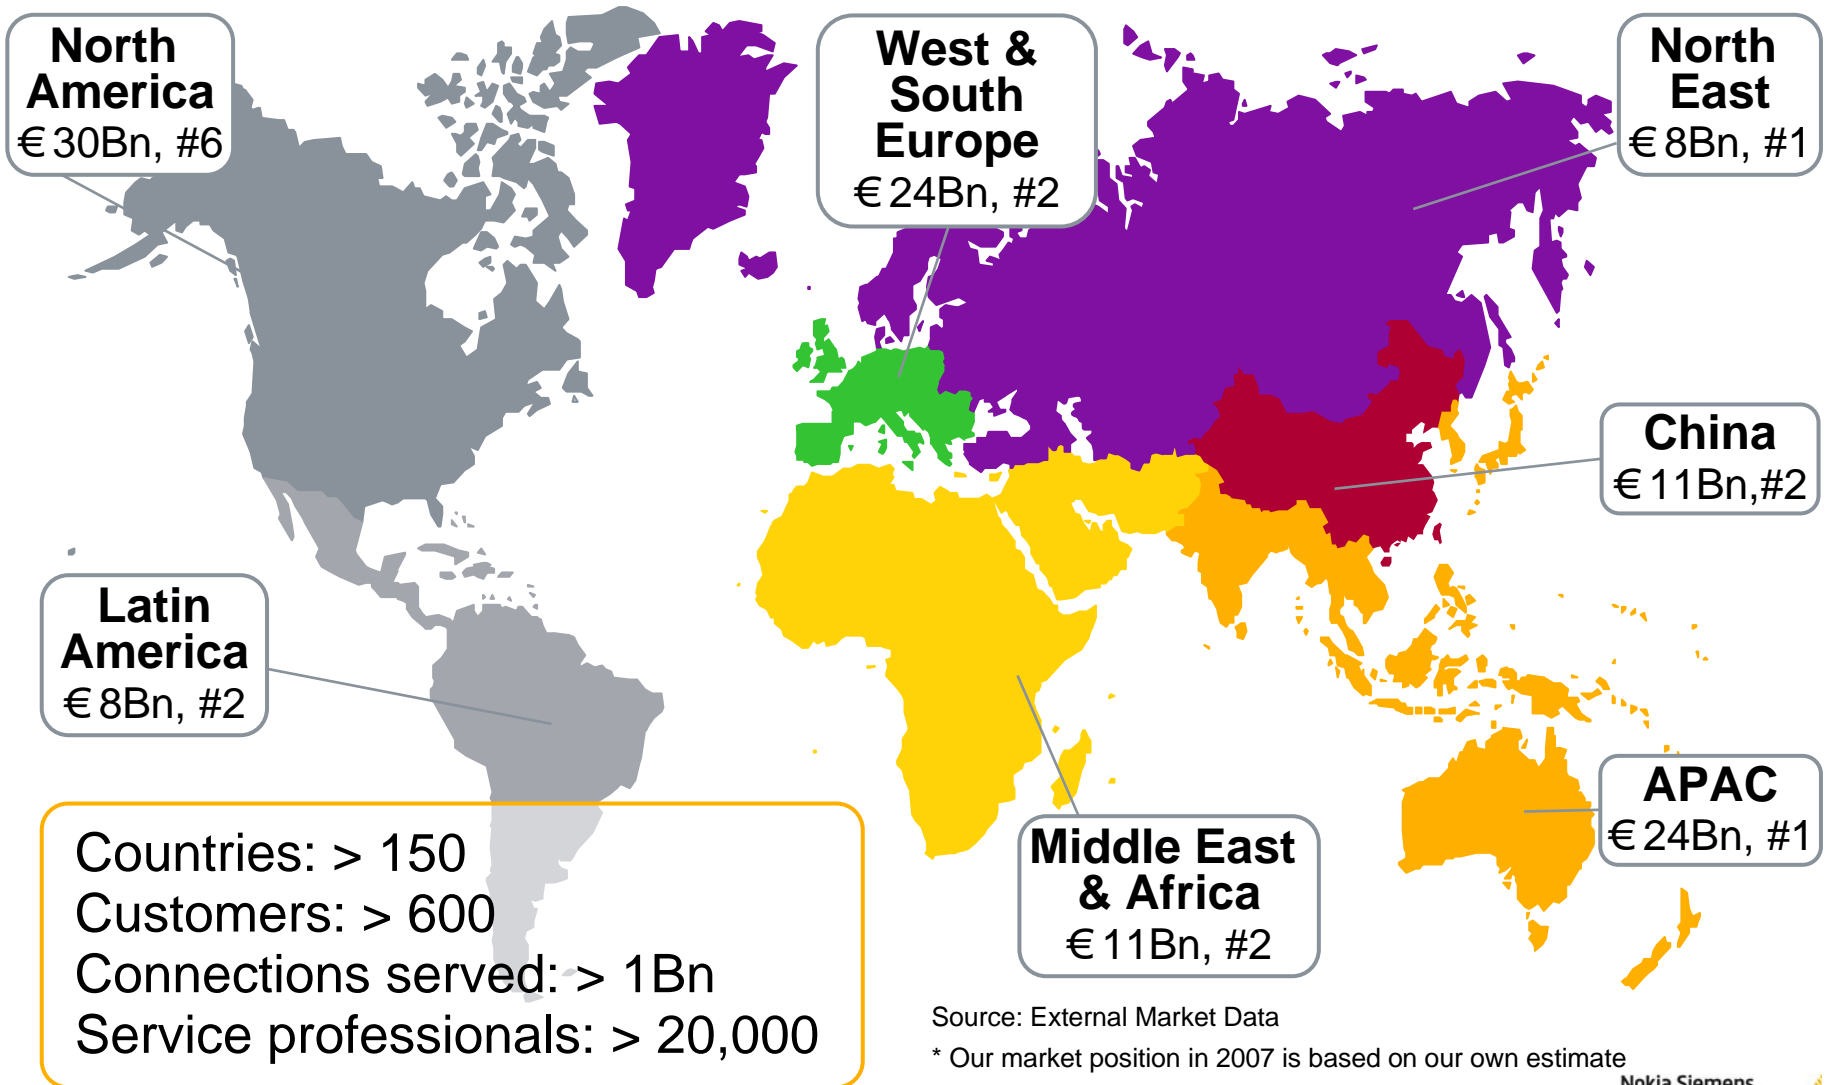 North
America
€ 30Bn, #6
West &
South
Europe
€ 24Bn, #2
North
East
€ 8Bn, #1
China
€ 11Bn,#2
Latin
America
€ 8Bn, #2
APAC
€ 24Bn, #1
Middle East
& Africa
€ 11Bn, #2
Countries: > 150
Customers: > 600
Connections served: > 1Bn
Service professionals: > 20,000
Source: External Market Data
* Our market position in 2007 is based on our own estimate
Nokia Siemens